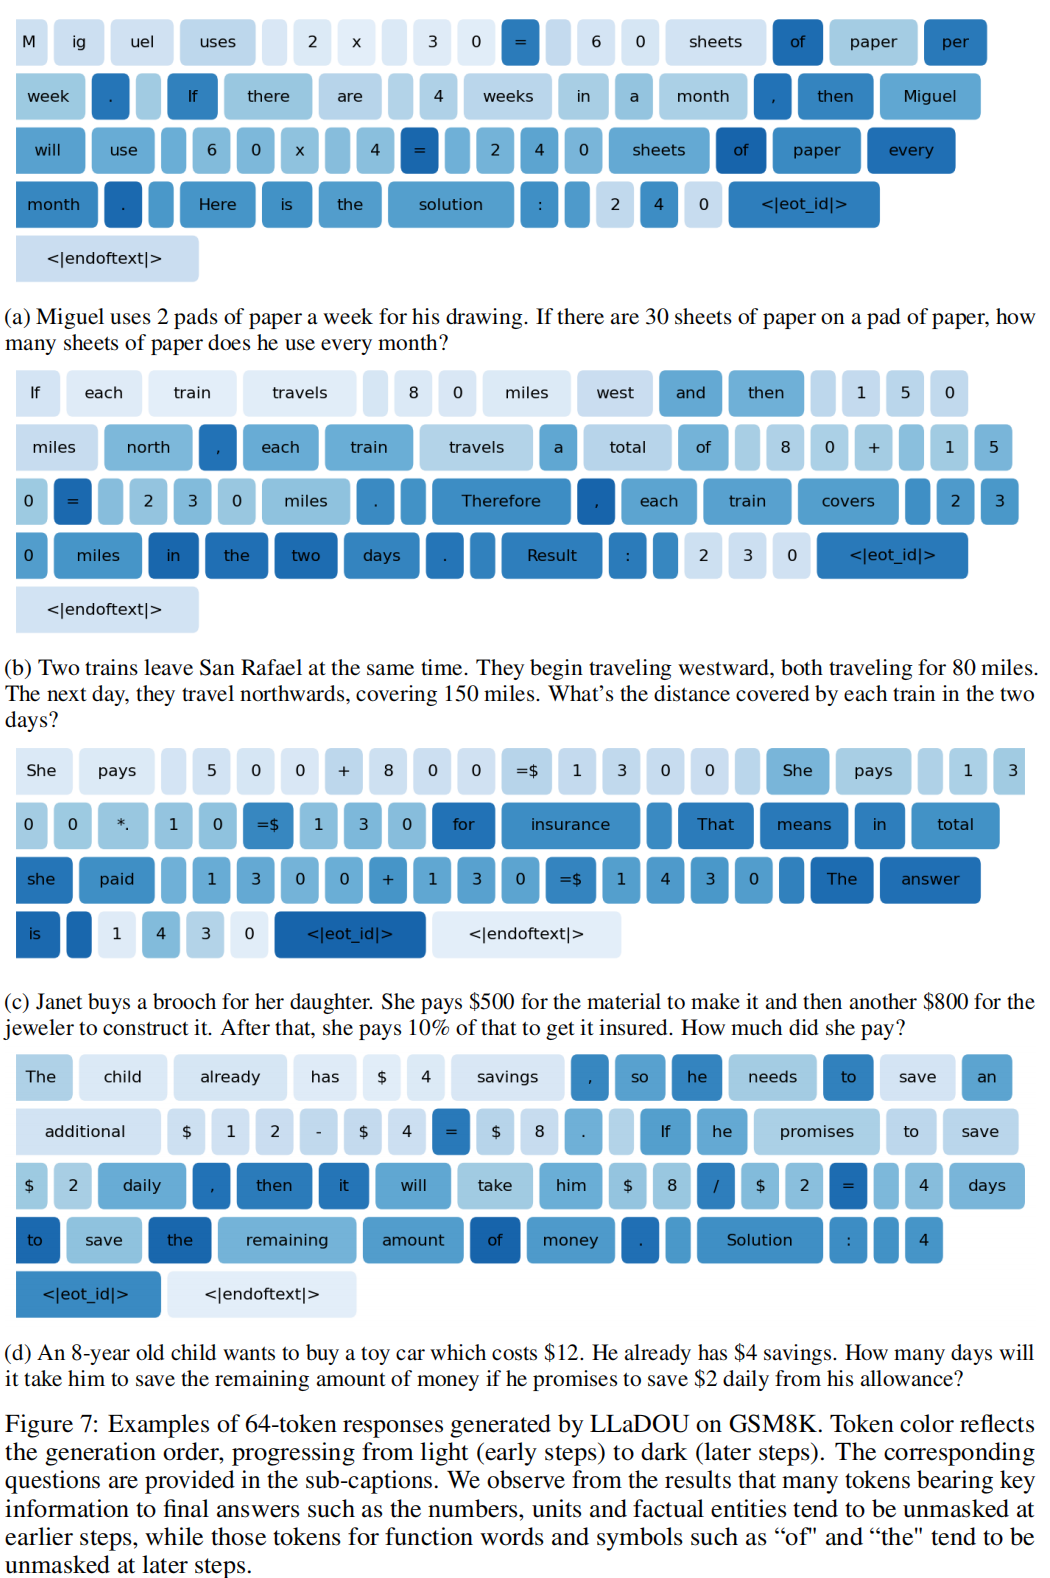 M ig uel uses 2 x 3 0 = 6 0 sheets of paper per
week . If there are 4 weeks in a month , then Miguel
will use 6 0 x 4 = 2 4 0 sheets of paper every
month . Here is the solution : 2 4 0 <|eot_id|>
<|endoftext|>
(a) Miguel uses 2 pads of paper a week for his drawing. If there are 30 sheets of paper on a pad of paper, how
many sheets of paper does he use every month?
If each train travels 8 0 miles west and then 1 5 0
miles north , each train travels a total of 8 0 + 1 5
0 = 2 3 0 miles . Therefore , each train covers 2 3
0 miles in the two days . Result : 2 3 0 <|eot_id|>
<|endoftext|>
(b) Two trains leave San Rafael at the same time. They begin traveling westward, both traveling for 80 miles.
The next day, they travel northwards, covering 150 miles. What's the distance covered by each train in the two
days?
She pays 5 0 0 + 8 0 0 =$ 1 3 0 0 She pays 1 3
0 0 *. 1 0 =$ 1 3 0 for insurance That means in total
she paid 1 3 0 0 + 1 3 0 =$ 1 4 3 0 The answer
is 1 4 3 0 <|eot_id|> <|endoftext|>
(c) Janet buys a brooch for her daughter. She pays $500 for the material to make it and then another $800 for the
jeweler to construct it. After that, she pays 10% of that to get it insured. How much did she pay?
The child already has $ 4 savings , so he needs to save an
additional $ 1 2 - $ 4 = $ 8 . If he promises to save
$ 2 daily , then it will take him $ 8 / $ 2 = 4 days
to save the remaining amount of money . Solution : 4
<|eot_id|> <|endoftext|>
(d) An 8-year old child wants to buy a toy car which costs $12. He already has $4 savings. How many days will
it take him to save the remaining amount of money if he promises to save $2 daily from his allowance?
Figure 7: Examples of 64-token responses generated by LLaDOU on GSM8K. Token color reflects
the generation order, progressing from light (early steps) to dark (later steps). The corresponding
questions are provided in the sub-captions. We observe from the results that many tokens bearing key
information to final answers such as the numbers, units and factual entities tend to be unmasked at
earlier steps, while those tokens for function words and symbols such as “of" and “the" tend to be
unmasked at later steps.